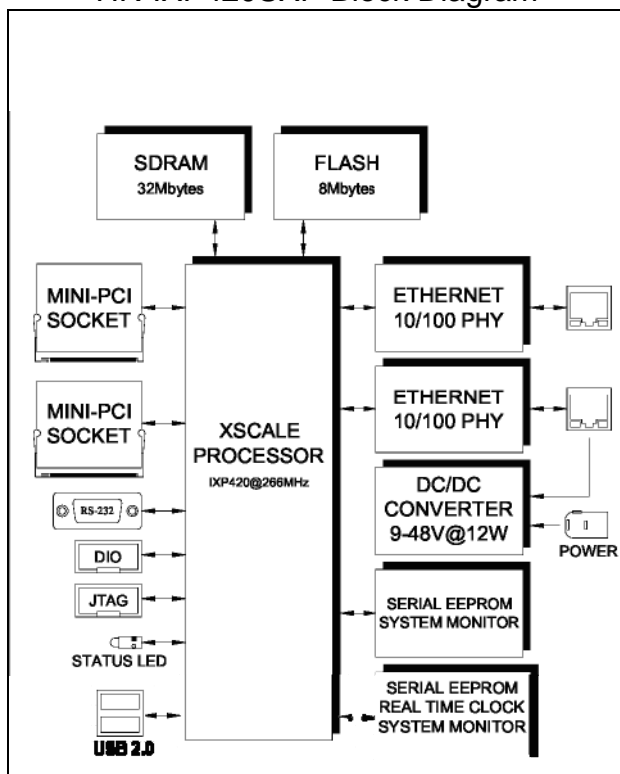 Block Diagram
SDRAM
32Mbytes
FLASH
8Mbytes
MINI-PCI
SOCKET
ETHERNET
10/100 PHY
MINI-PCI
SOCKET
ETHERNET
10/100 PHY
XSCALE
PROCESSOR
IXP420@266MHz
RS-232
DC/DC
CONVERTER
9-48V@12W
POWER
DIO
JTAG
STATUS LED
SERIAL EEPROM
SYSTEM MONITOR
USB 2.0
SERIAL EEPROM
REAL TIME CLOCK
SYSTEM MONITOR